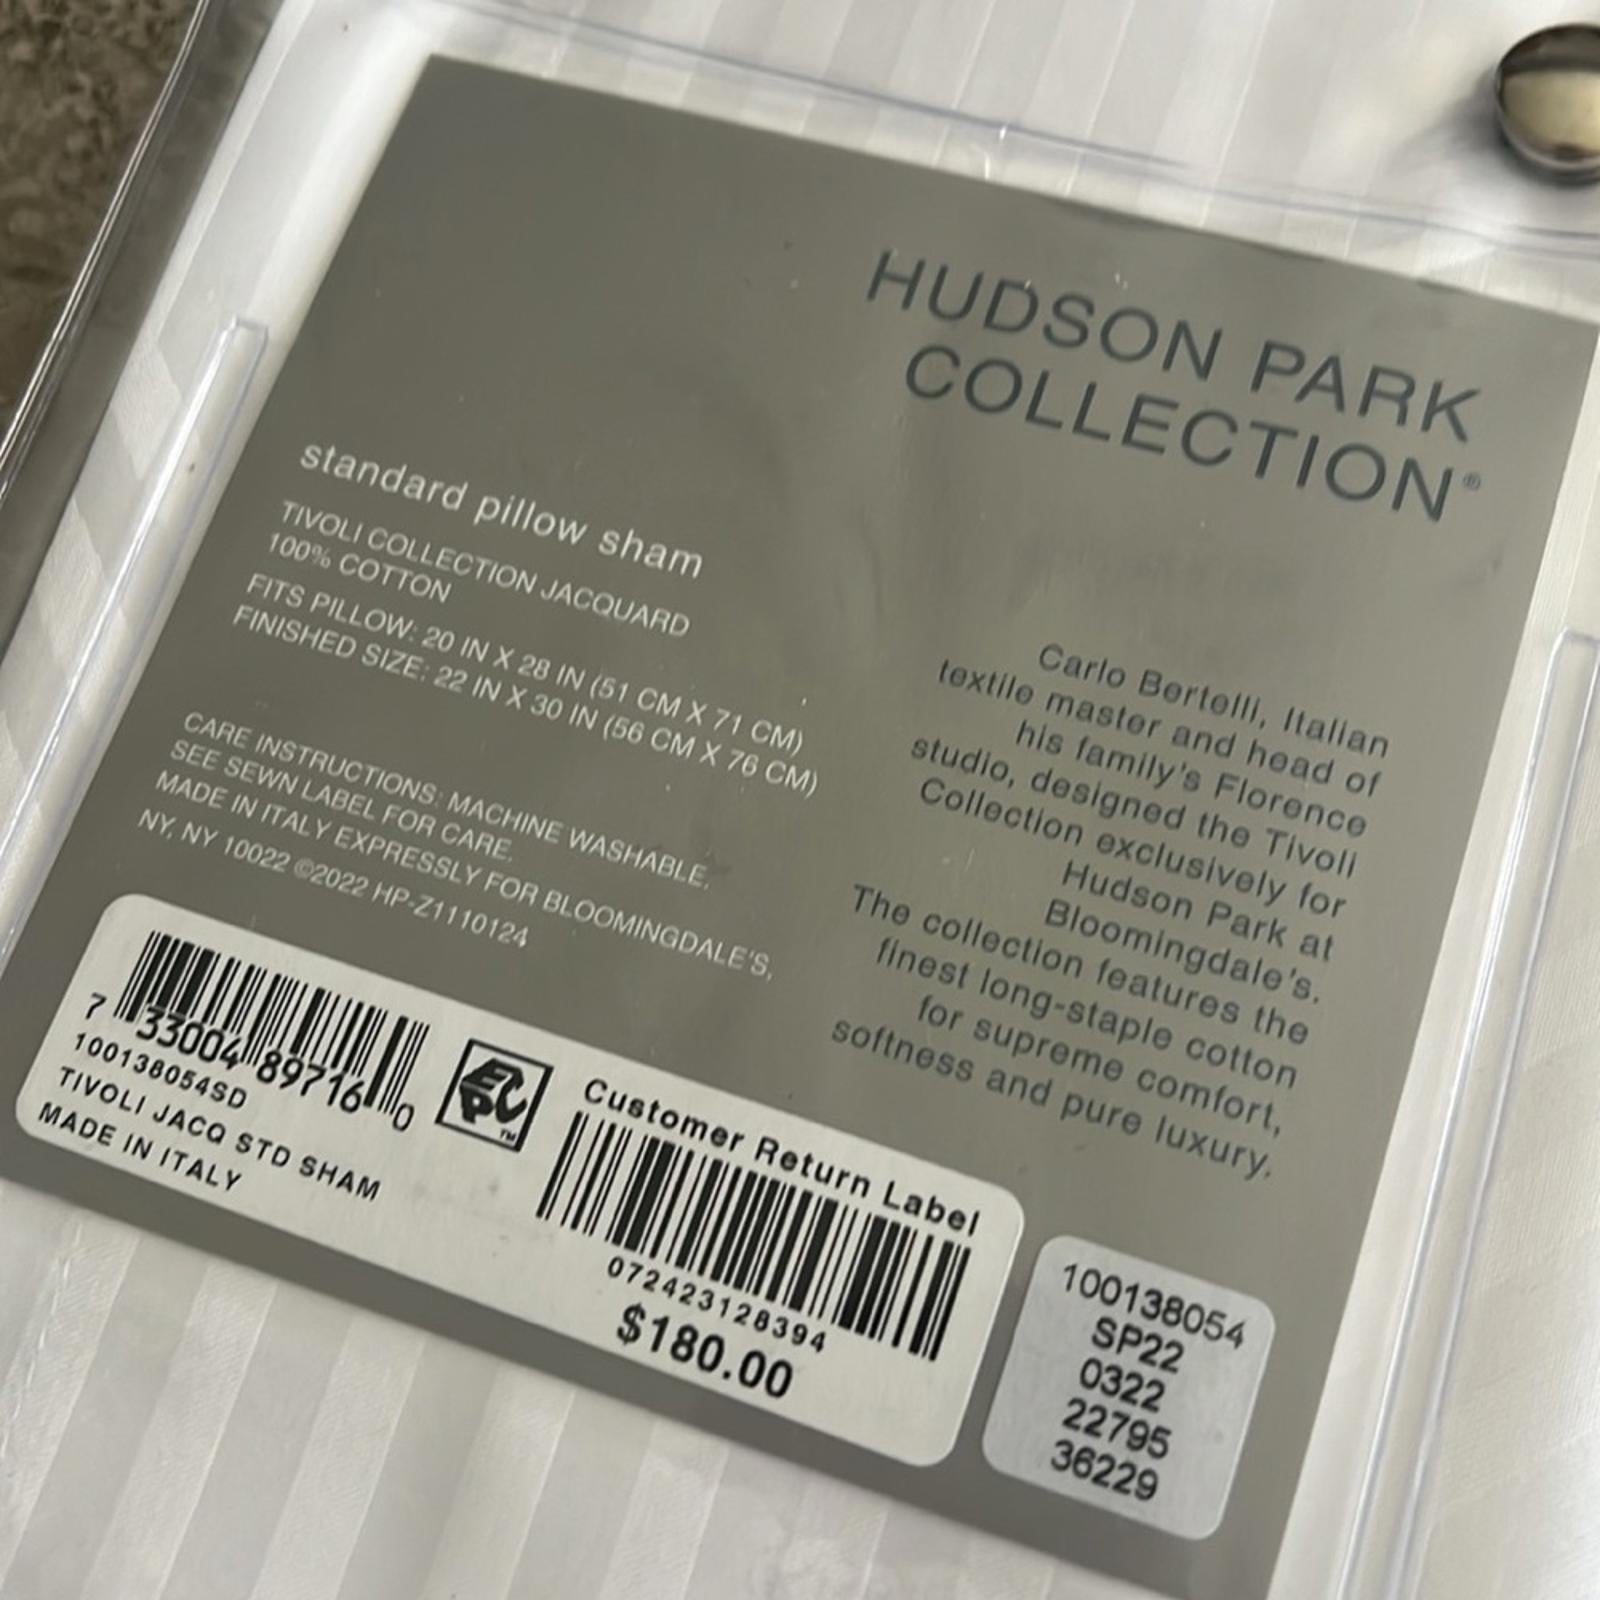 HUDSON PARK
COLLECTION®
standard pillow sham
TIVOLI COLLECTION JACQUARD
100% COTTON
FITS PILLOW: 20 IN X 28 IN (51 CM X 71 CM)
FINISHED SIZE: 22 IN X 30 IN (56 CM X 76 CM)
CARE INSTRUCTIONS: MACHINE WASHABLE,
SEE SEWN LABEL FOR CARE.
MADE IN ITALY EXPRESSLY FOR BLOOMINGDALE'S,
NY, NY 10022 ©2022 HP-Z1110124
Carlo Bertelli, Italian
textile master and head of
his family's Florence
studio, designed the Tivoli
Collection exclusively for
Hudson Park at
Bloomingdale's.
The collection features the
finest long-staple cotton
for supreme comfort,
softness and pure luxury.
7 33004 89716 0
100138054SD
TIVOLI JACQ STD SHAM
MADE IN ITALY
EPC™
Customer Return Label
072423128394
$180.00
100138054
SP22
0322
22795
36229